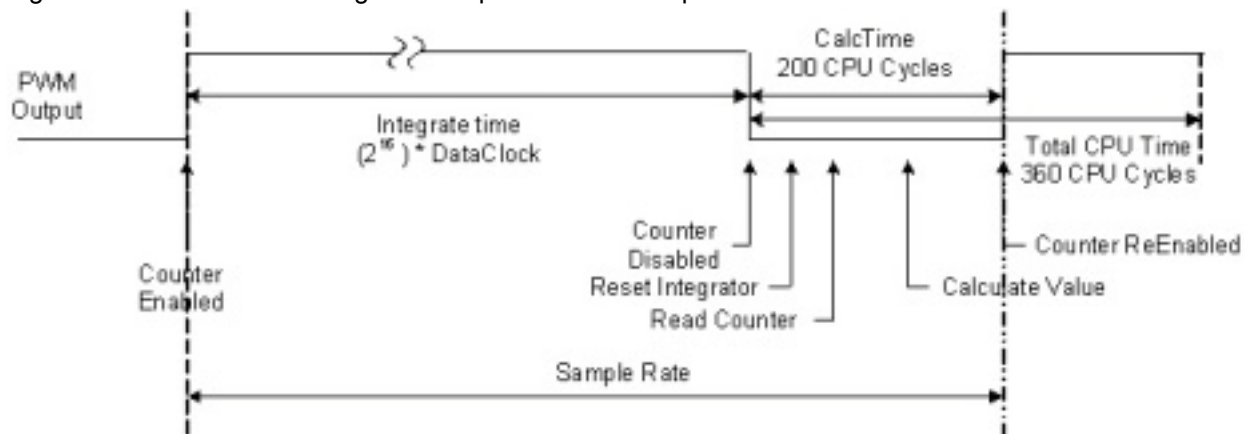 CalcTime
200 CPU Cycles
PWM
Output
Integrate time
(2^16) * DataClock
Total CPU Time
360 CPU Cycles
Counter
Enabled
Counter
Disabled
Reset Integrator
Read Counter
Calculate Value
Counter ReEnabled
Sample Rate